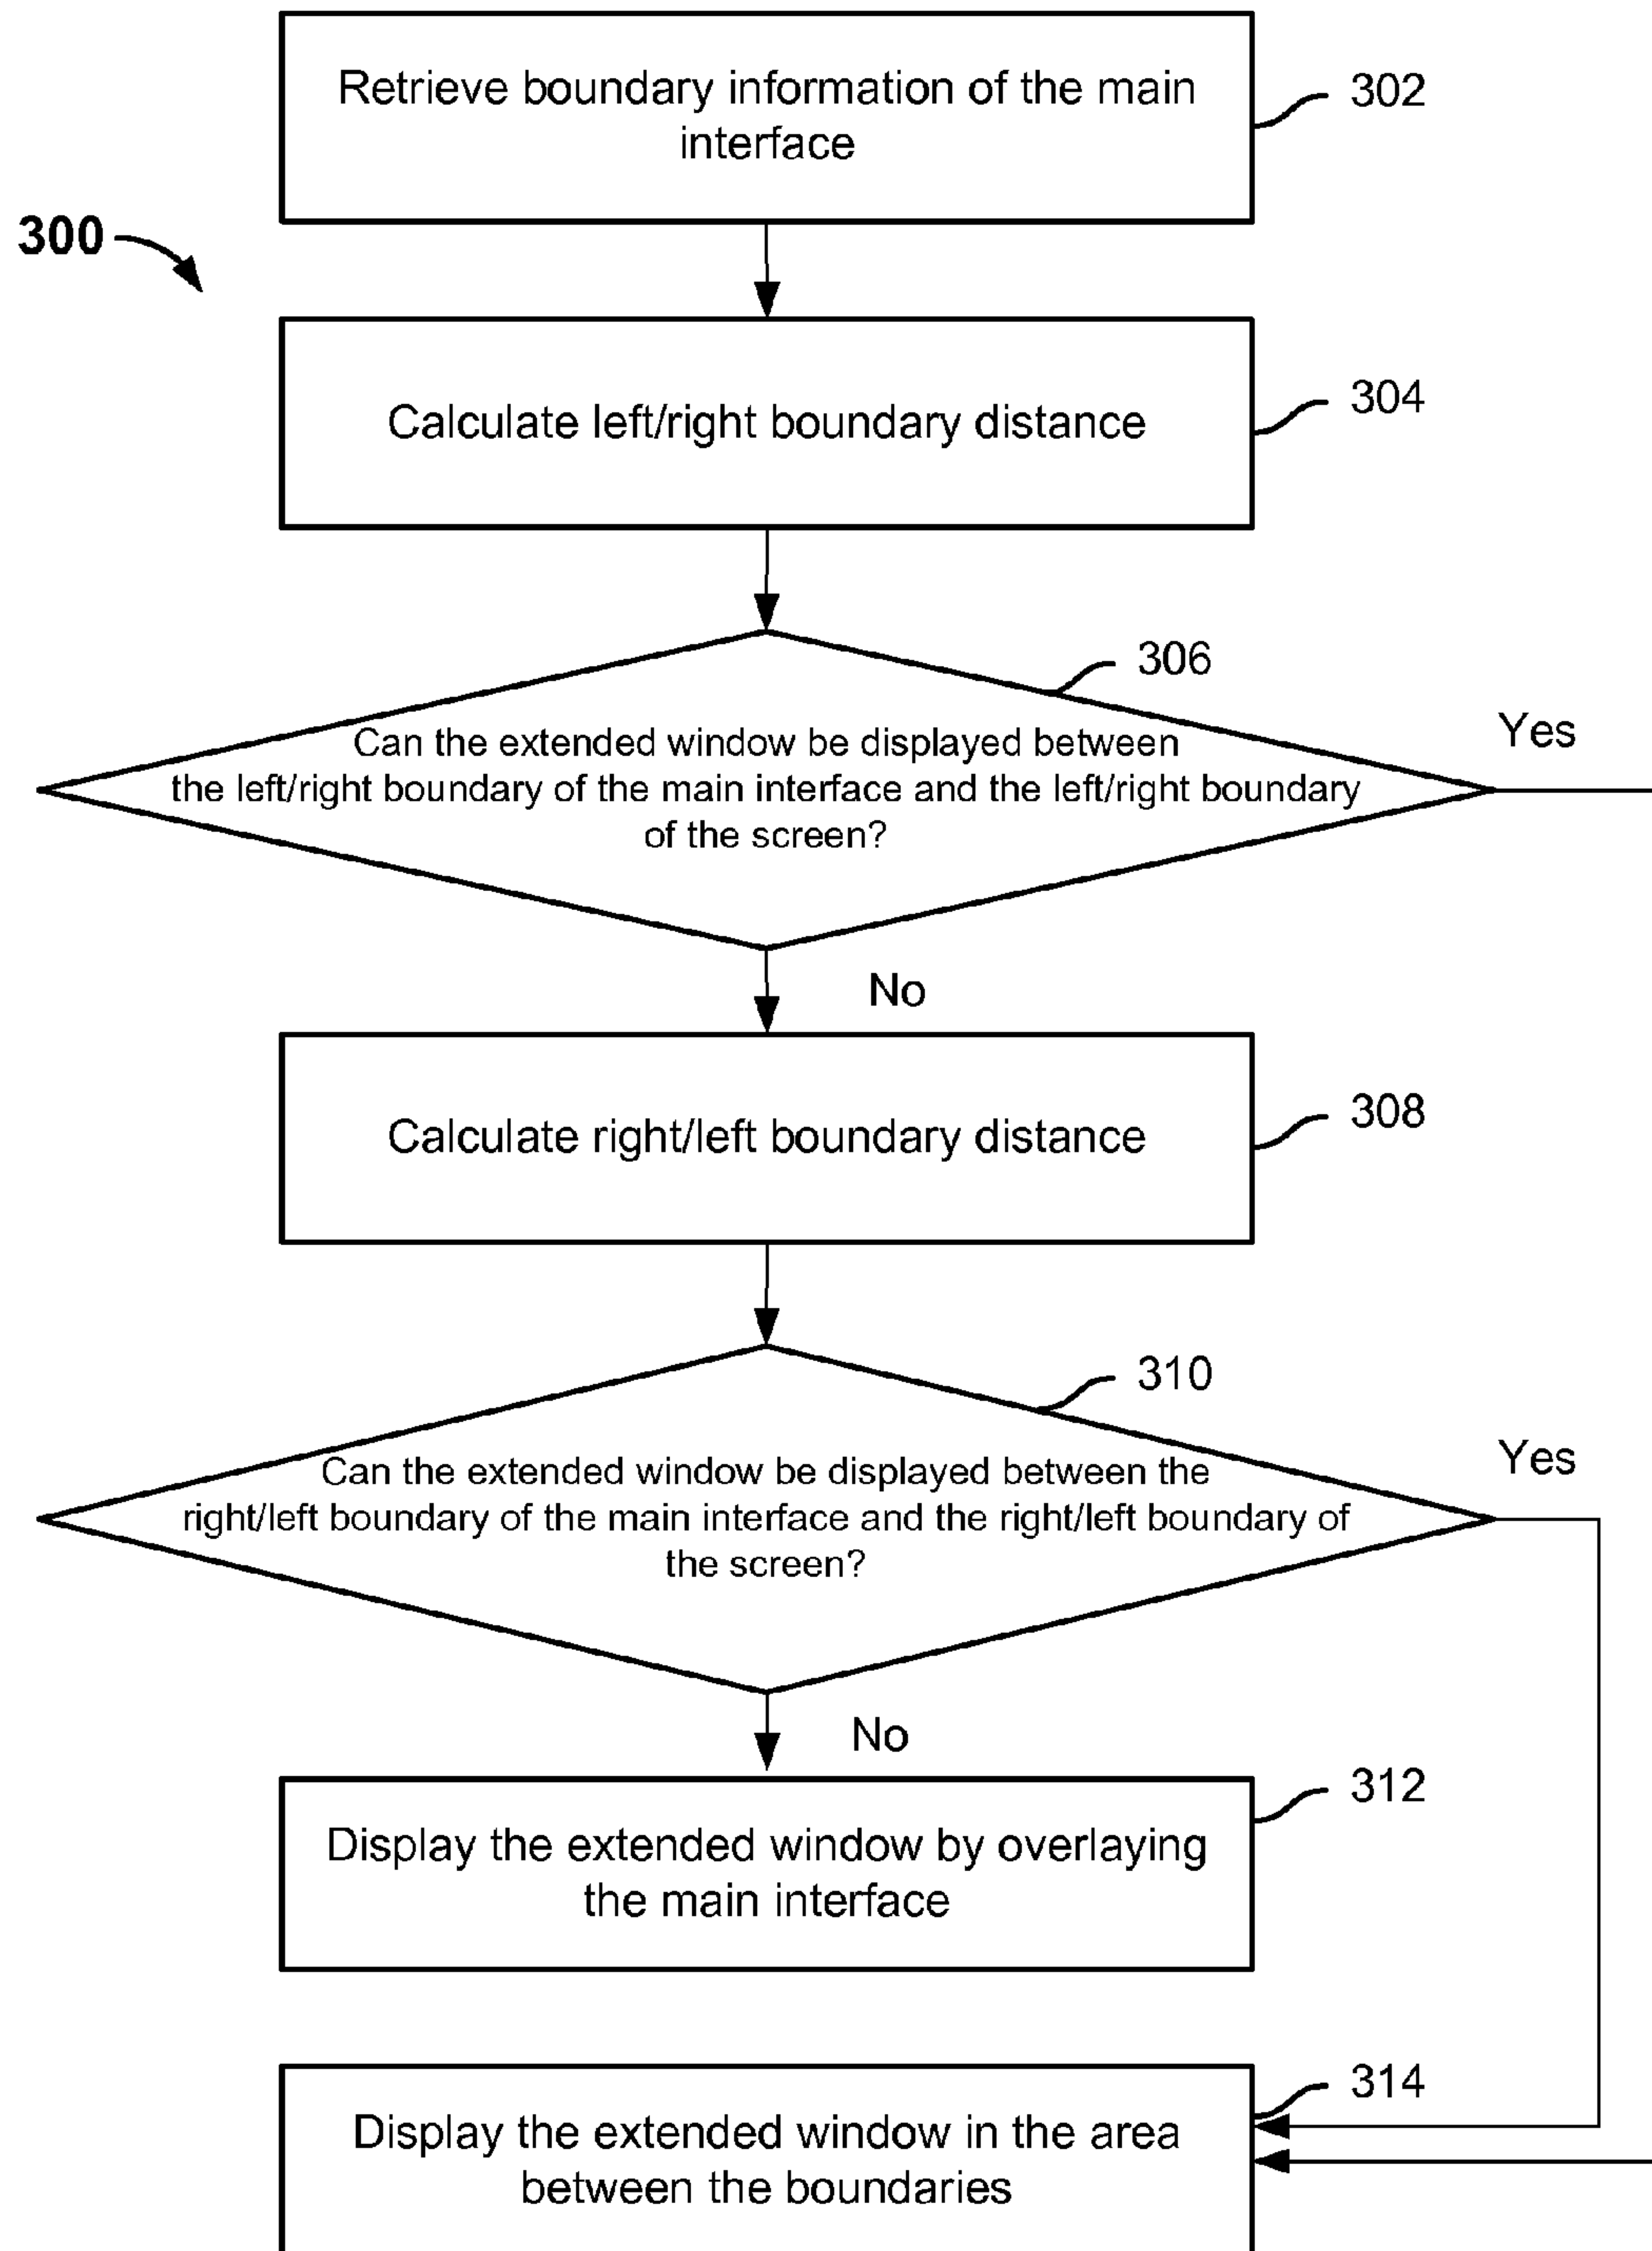 Retrieve boundary information of the main
interface
302
300
Calculate left/right boundary distance
304
306
Can the extended window be displayed between
the left/right boundary of the main interface and the left/right boundary
of the screen?
Yes
No
Calculate right/left boundary distance
308
310
Can the extended window be displayed between the
right/left boundary of the main interface and the right/left boundary of
the screen?
Yes
No
312
Display the extended window by overlaying
the main interface
314
Display the extended window in the area
between the boundaries